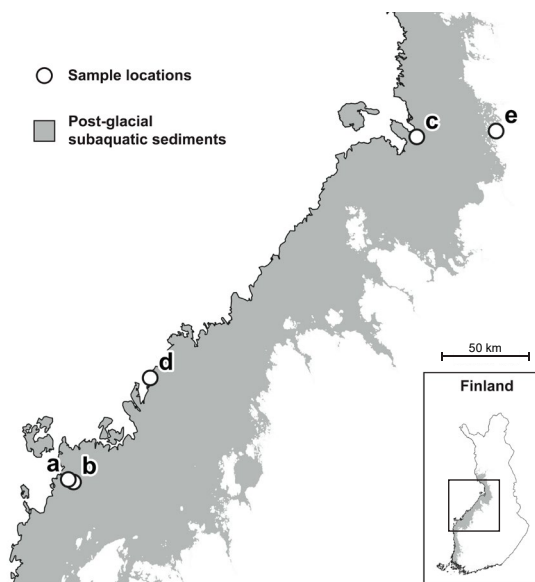 Sample locations
Post-glacial
subaquatic sediments
c
e
d
a
b
50 km
Finland